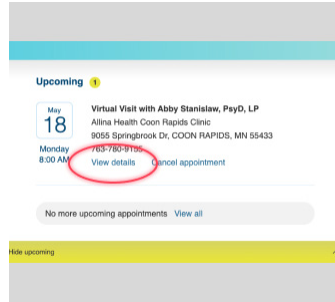 Upcoming 1
May
18
Monday
8:00 AM
Virtual Visit with Abby Stanislaw, PsyD, LP
Allina Health Coon Rapids Clinic
9055 Springbrook Dr, COON RAPIDS, MN 55433
763-780-9155
View details Cancel appointment
No more upcoming appointments View all
Hide upcoming